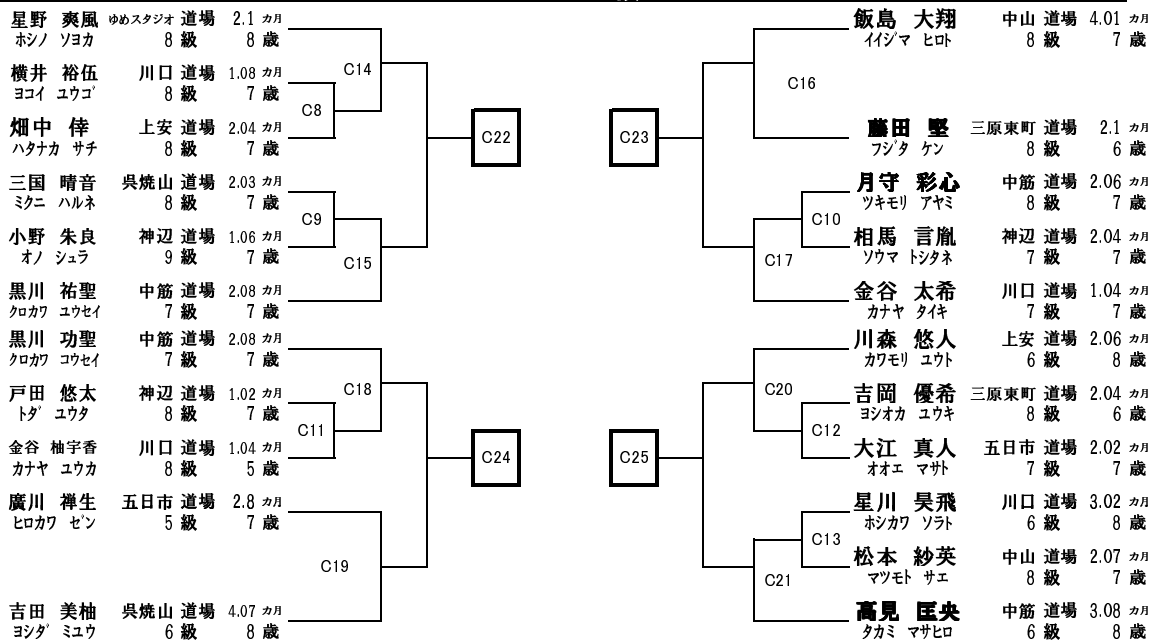 星野 爽風 ゆめスタジオ 道場 2.1 カ月
ホシノ ソヨカ 8 級 8 歳
横井 裕伍 川口 道場 1.08 カ月
ヨコイ ユウゴ 8 級 7 歳
畑中 倖 上安 道場 2.04 カ月
ハタナカ サチ 8 級 7 歳
三国 晴音 呉焼山 道場 2.03 カ月
ミクニ ハルネ 8 級 7 歳
小野 朱良 神辺 道場 1.06 カ月
オノ シュラ 9 級 7 歳
黒川 祐聖 中筋 道場 2.08 カ月
クロカワ ユウセイ 7 級 7 歳
黒川 功聖 中筋 道場 2.08 カ月
クロカワ コウセイ 7 級 7 歳
戸田 悠太 神辺 道場 1.02 カ月
トダ ユウタ 8 級 7 歳
金谷 柚宇香 川口 道場 1.04 カ月
カナヤ ユウカ 8 級 5 歳
廣川 禅生 五日市 道場 2.8 カ月
ヒロカワ ゼン 5 級 7 歳
吉田 美柚 呉焼山 道場 4.07 カ月
ヨシダ ミユウ 6 級 8 歳
C14
C8
C22
C9
C15
C18
C11
C24
C19
C16
C23
C10
C17
C20
C12
C25
C13
C21
飯島 大翔 中山 道場 4.01 カ月
イイジマ ヒロト 8 級 7 歳
藤田 堅 三原東町 道場 2.1 カ月
フジタ ケン 8 級 6 歳
月守 彩心 中筋 道場 2.06 カ月
ツキモリ アヤミ 8 級 7 歳
相馬 言胤 神辺 道場 2.04 カ月
ソウマ トシタネ 7 級 7 歳
金谷 太希 川口 道場 1.04 カ月
カナヤ タイキ 7 級 7 歳
川森 悠人 上安 道場 2.06 カ月
カワモリ ユウト 6 級 8 歳
吉岡 優希 三原東町 道場 2.04 カ月
ヨシオカ ユウキ 8 級 6 歳
大江 真人 五日市 道場 2.02 カ月
オオエ マサト 7 級 7 歳
星川 昊飛 川口 道場 3.02 カ月
ホシカワ ソラト 6 級 8 歳
松本 紗英 中山 道場 2.07 カ月
マツモト サエ 8 級 7 歳
高見 匡央 中筋 道場 3.08 カ月
タカミ マサヒロ 6 級 8 歳